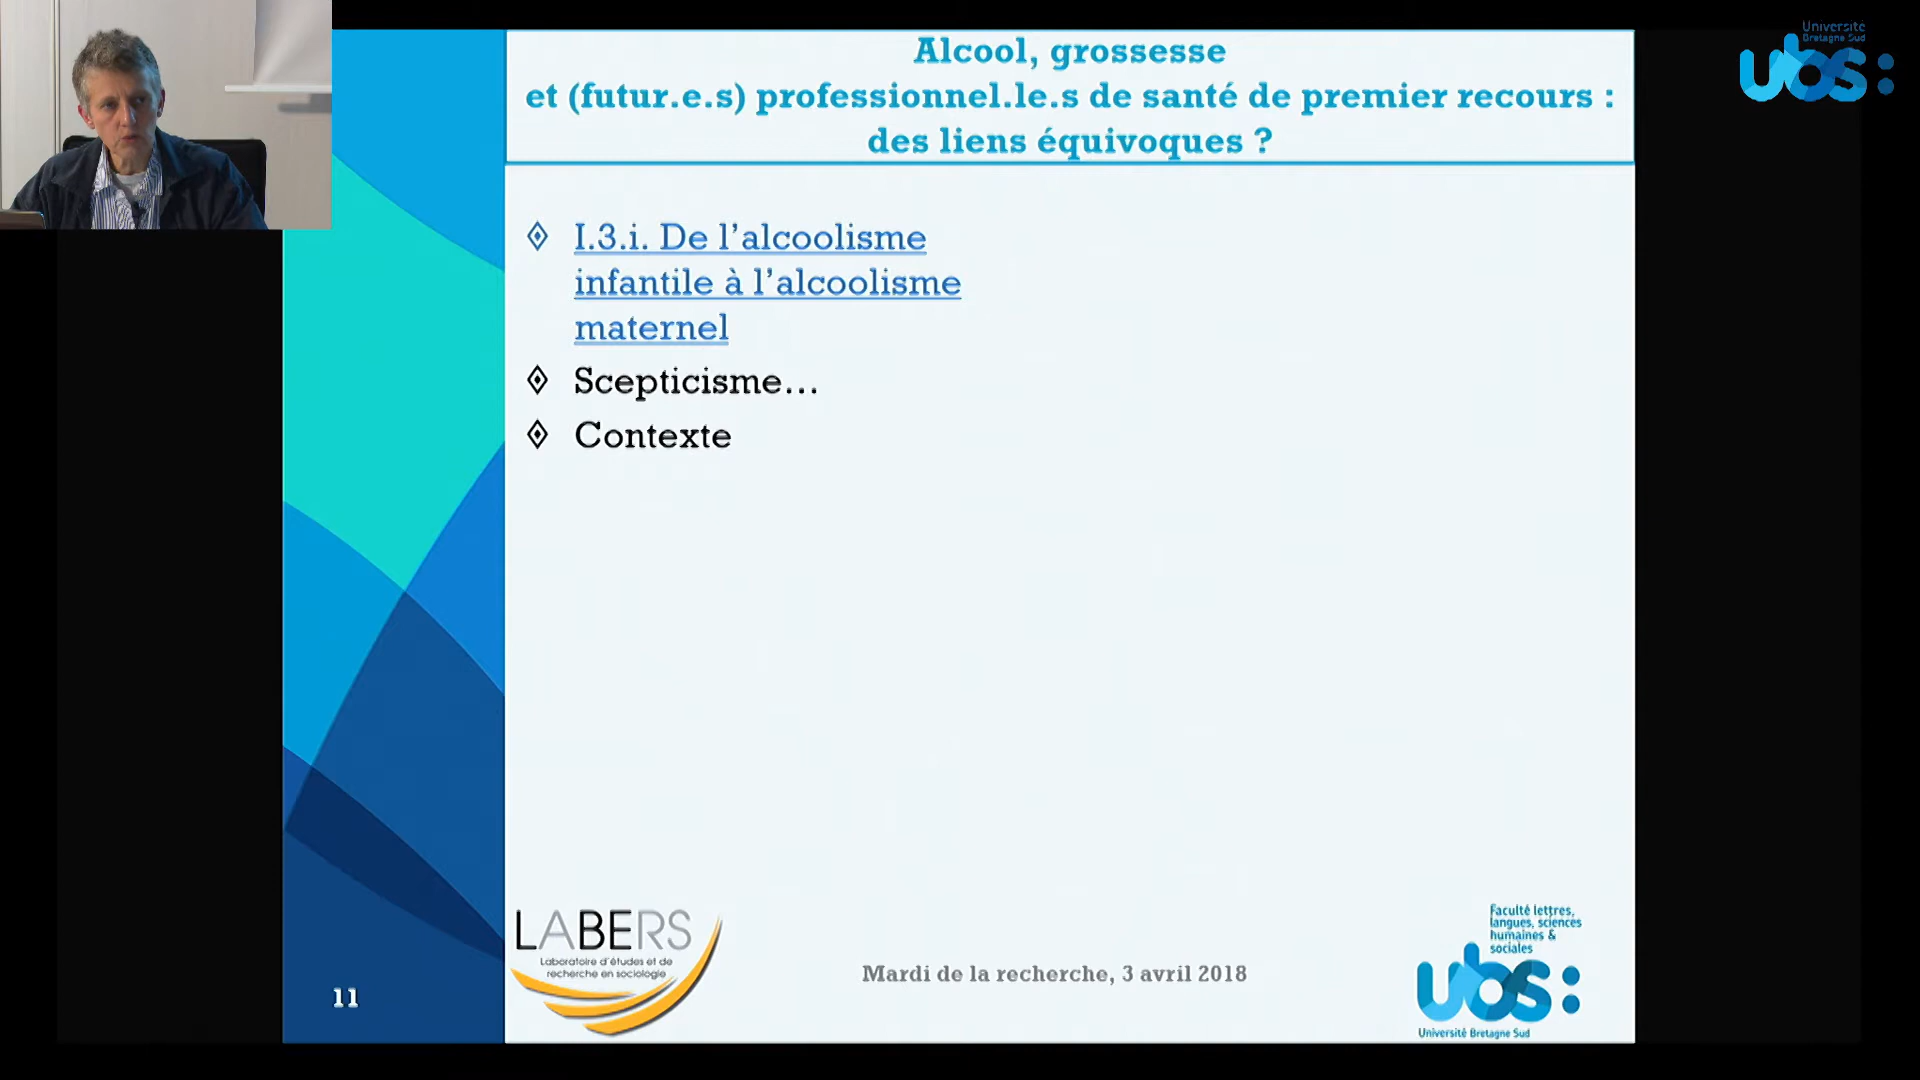 Université
Bretagne Sud
ubs:
Alcool, grossesse
et (futur.e.s) professionnel.le.s de santé de premier recours :
des liens équivoques ?
I.3.i. De l’alcoolisme
infantile à l’alcoolisme
maternel
Scepticisme…
Contexte
LABERS
Laboratoire d'études et de
recherche en sociologie
11
Mardi de la recherche, 3 avril 2018
Faculté lettres,
langues, sciences
humaines &
sociales
ubs:
Université Bretagne Sud